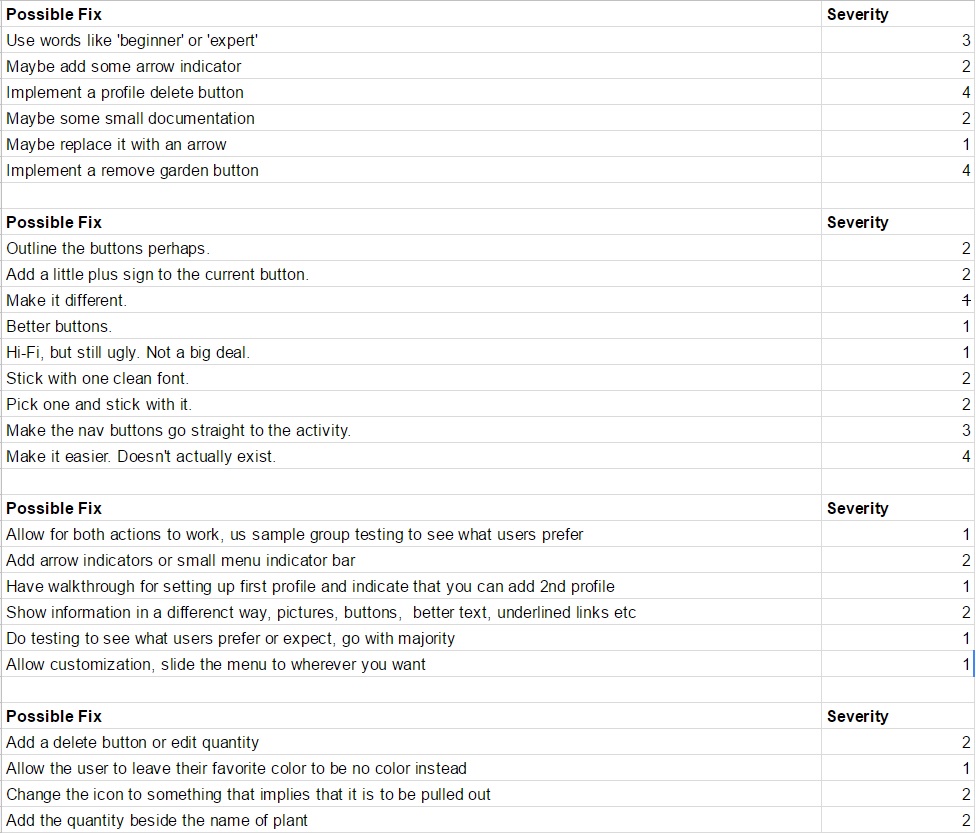 Possible Fix Severity
Use words like 'beginner' or 'expert' 3
Maybe add some arrow indicator 2
Implement a profile delete button 4
Maybe some small documentation 2
Maybe replace it with an arrow 1
Implement a remove garden button 4
Possible Fix Severity
Outline the buttons perhaps. 2
Add a little plus sign to the current button. 2
Make it different. 1
Better buttons. 1
Hi-Fi, but still ugly. Not a big deal. 1
Stick with one clean font. 2
Pick one and stick with it. 2
Make the nav buttons go straight to the activity. 3
Make it easier. Doesn't actually exist. 4
Possible Fix Severity
Allow for both actions to work, us sample group testing to see what users prefer 1
Add arrow indicators or small menu indicator bar 2
Have walkthrough for setting up first profile and indicate that you can add 2nd profile 1
Show information in a differenct way, pictures, buttons,  better text, underlined links etc 2
Do testing to see what users prefer or expect, go with majority 1
Allow customization, slide the menu to wherever you want 1
Possible Fix Severity
Add a delete button or edit quantity 2
Allow the user to leave their favorite color to be no color instead 1
Change the icon to something that implies that it is to be pulled out 2
Add the quantity beside the name of plant 2